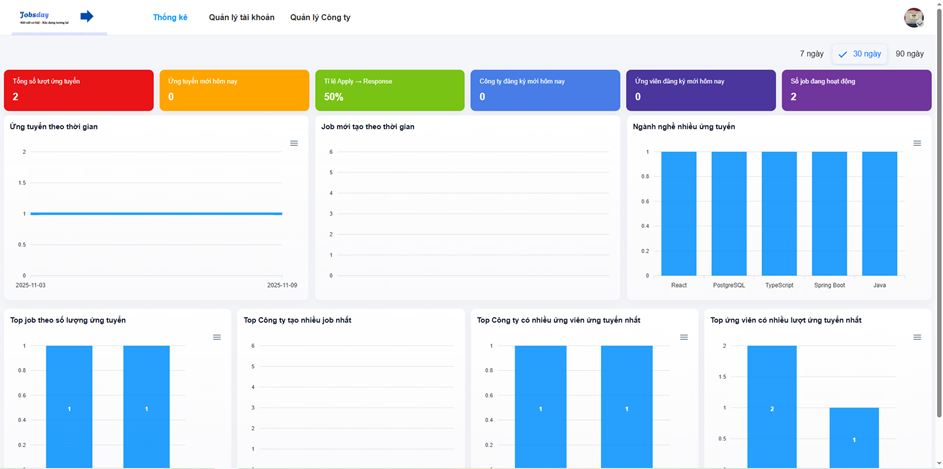 Jobsday
Kết nối cơ hội - Xây dựng tương lai
Thống kê
Quản lý tài khoản
Quản lý Công ty
7 ngày
30 ngày
90 ngày
Tổng số lượt ứng tuyển
2
Ứng tuyển mới hôm nay
0
Tỉ lệ Apply → Response
50%
Công ty đăng ký mới hôm nay
0
Ứng viên đăng ký mới hôm nay
0
Số job đang hoạt động
2
Ứng tuyển theo thời gian
2
1.5
1
0.5
0
2025-11-03
2025-11-09
Job mới tạo theo thời gian
6
5
4
3
2
1
0
Ngành nghề nhiều ứng tuyển
1
0.8
0.6
0.4
0.2
0
React
PostgreSQL
TypeScript
Spring Boot
Java
Top job theo số lượng ứng tuyển
1
0.8
0.6
0.4
0.2
1
1
Top Công ty tạo nhiều job nhất
6
5
4
3
2
1
Top Công ty có nhiều ứng viên ứng tuyển nhất
1
0.8
0.6
0.4
0.2
1
1
Top ứng viên có nhiều lượt ứng tuyển nhất
2
1.5
1
0.5
2
1